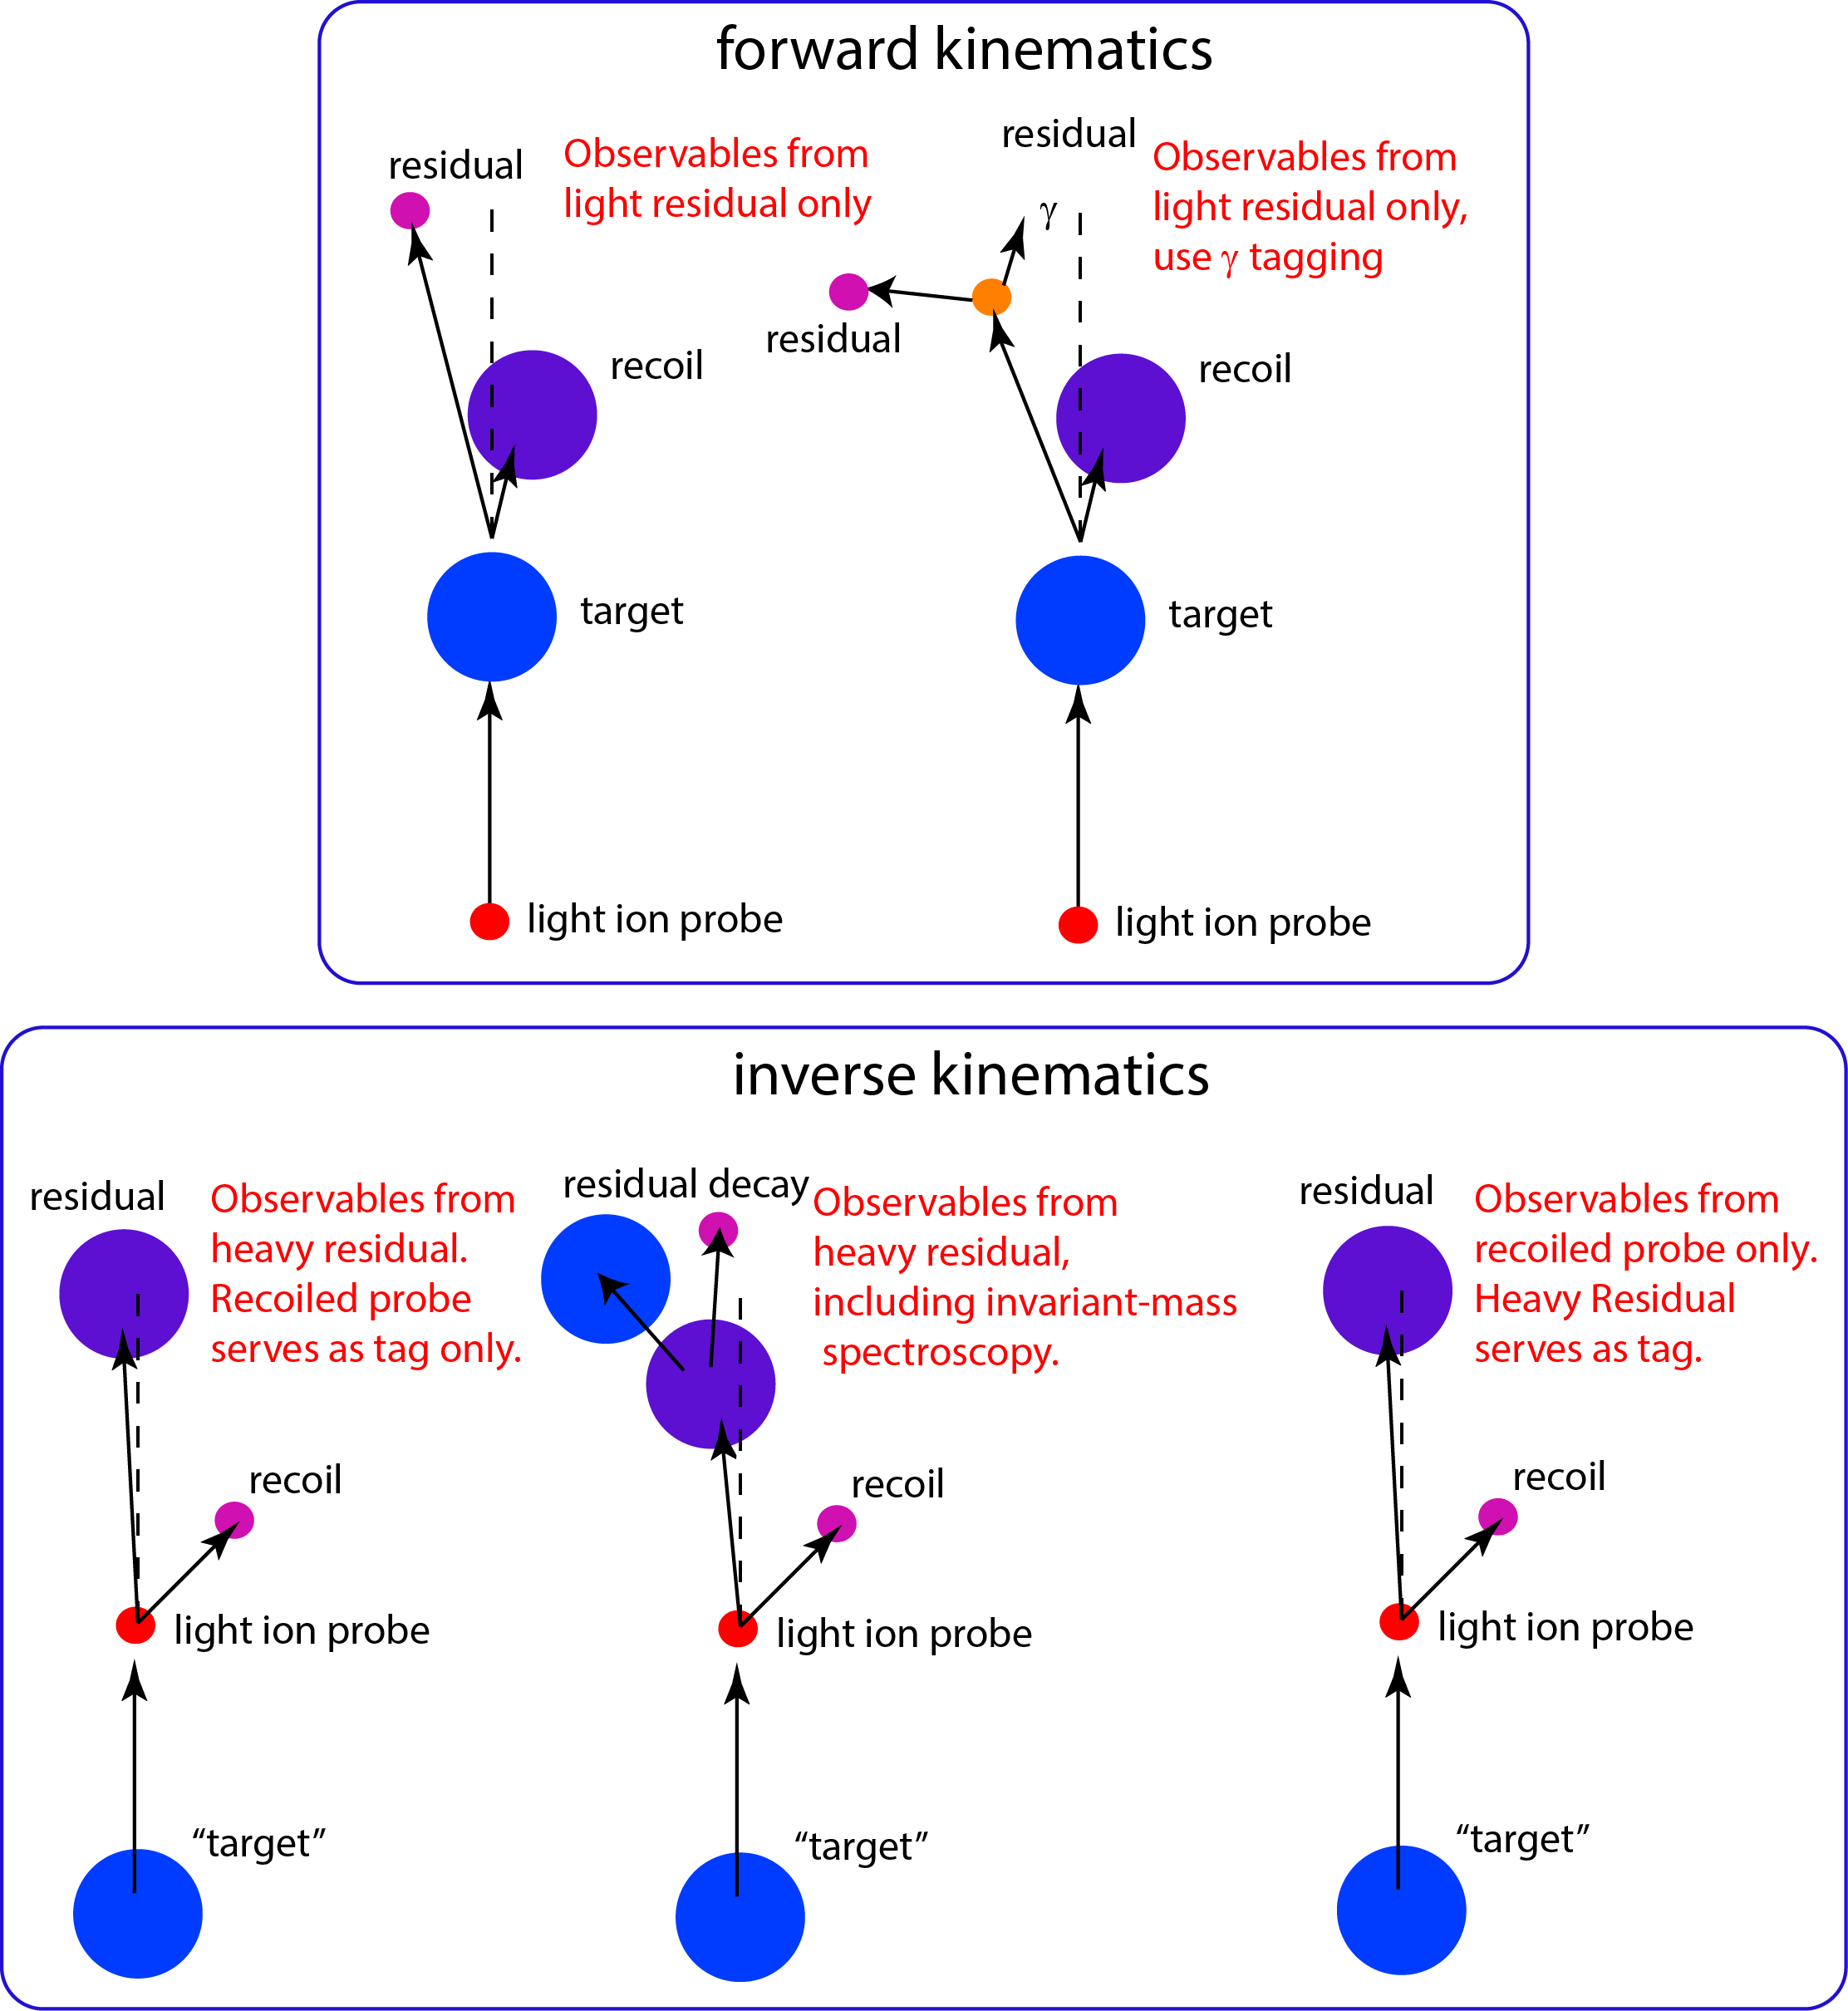 forward kinematics
residual
Observables from
light residual only
recoil
target
light ion probe
residual
γ
Observables from
light residual only,
use γ tagging
residual
recoil
target
light ion probe
inverse kinematics
residual
Observables from
heavy residual.
Recoiled probe
serves as tag only.
recoil
light ion probe
“target”
residual decay
Observables from
heavy residual,
including invariant-mass
spectroscopy.
recoil
light ion probe
“target”
residual
Observables from
recoiled probe only.
Heavy Residual
serves as tag.
recoil
light ion probe
“target”